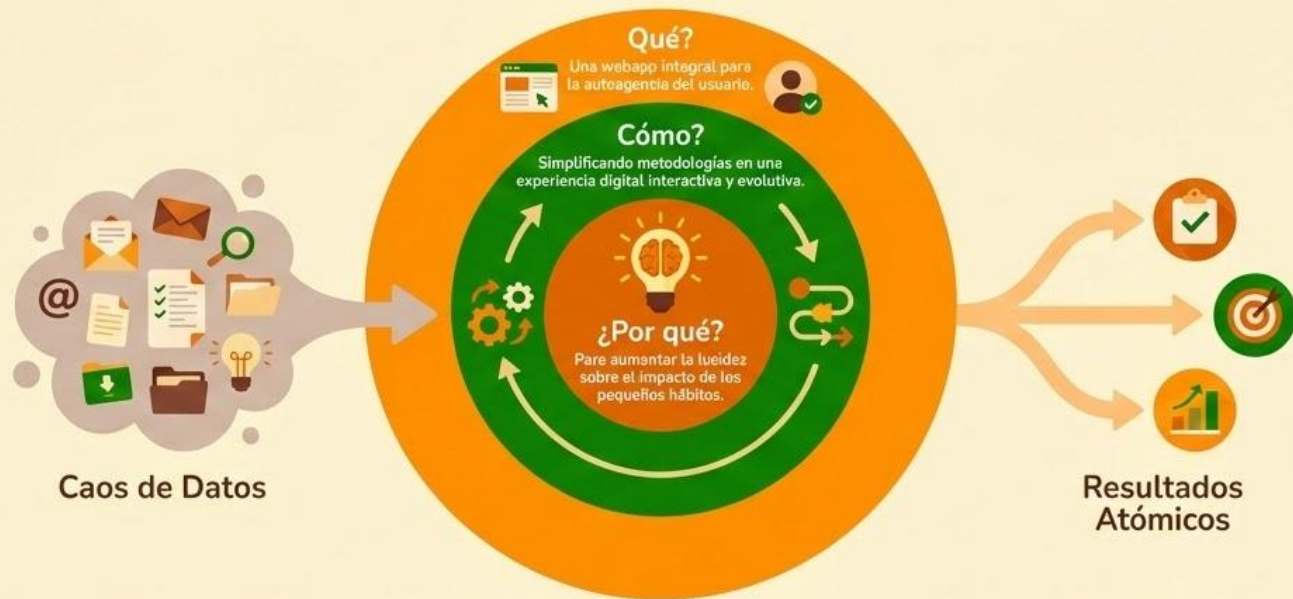 Qué?
Una webapp integral para
la autoagencia del usuario.
Cómo?
Simplificando metodologías en una
experiencia digital interactiva y evolutiva.
¿Por qué?
Pare aumentar la lueidez
sobre el impacto de los
pequeños hábitos.
@
Caos de Datos
Resultados
Atómicos